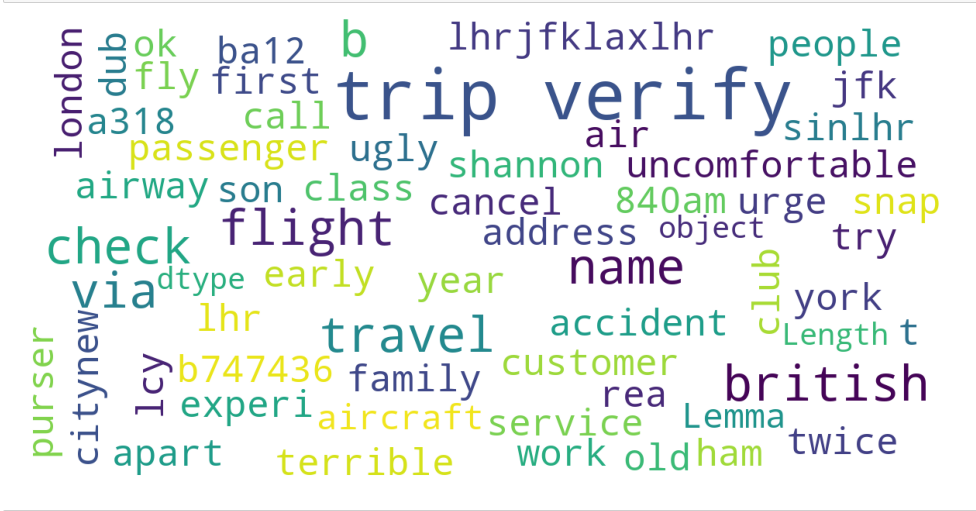 london
dub
ok
ba12
b
lhrjfklaxlhr
people
fly
first
trip verify
jfk
a318
call
air
sinlhr
passenger
ugly
shannon
uncomfortable
airway
son
class
cancel
840am
urge
snap
check
flight
address
object
try
via
dtype
early
year
name
club
york
lhr
travel
accident
Length
t
purser
citynew
lcy
b747436
family
customer
rea
british
experi
aircraft
service
Lemma
twice
apart
terrible
work
old
ham